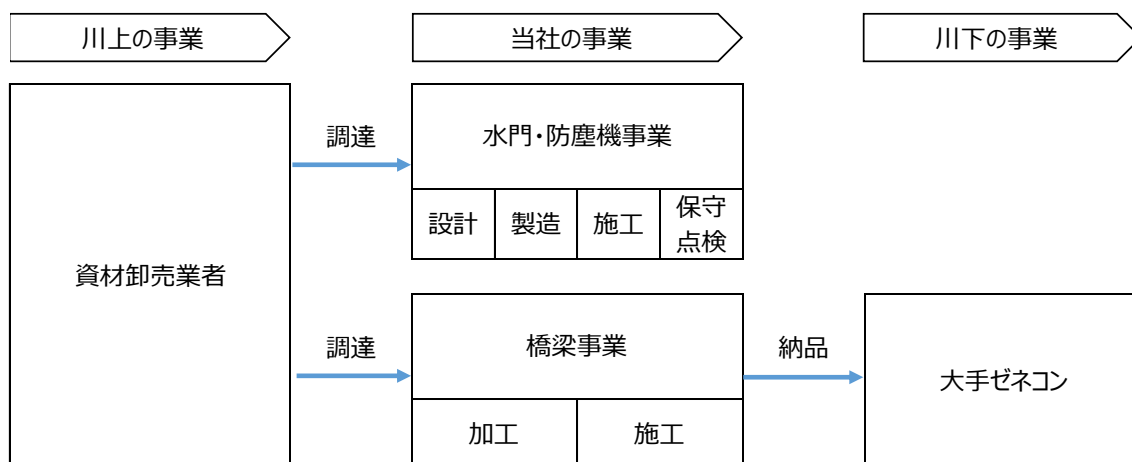 川上の事業
当社の事業
川下の事業
資材卸売業者
調達
水門・防塵機事業
設計
製造
施工
保守
点検
調達
橋梁事業
加工
施工
納品
大手ゼネコン